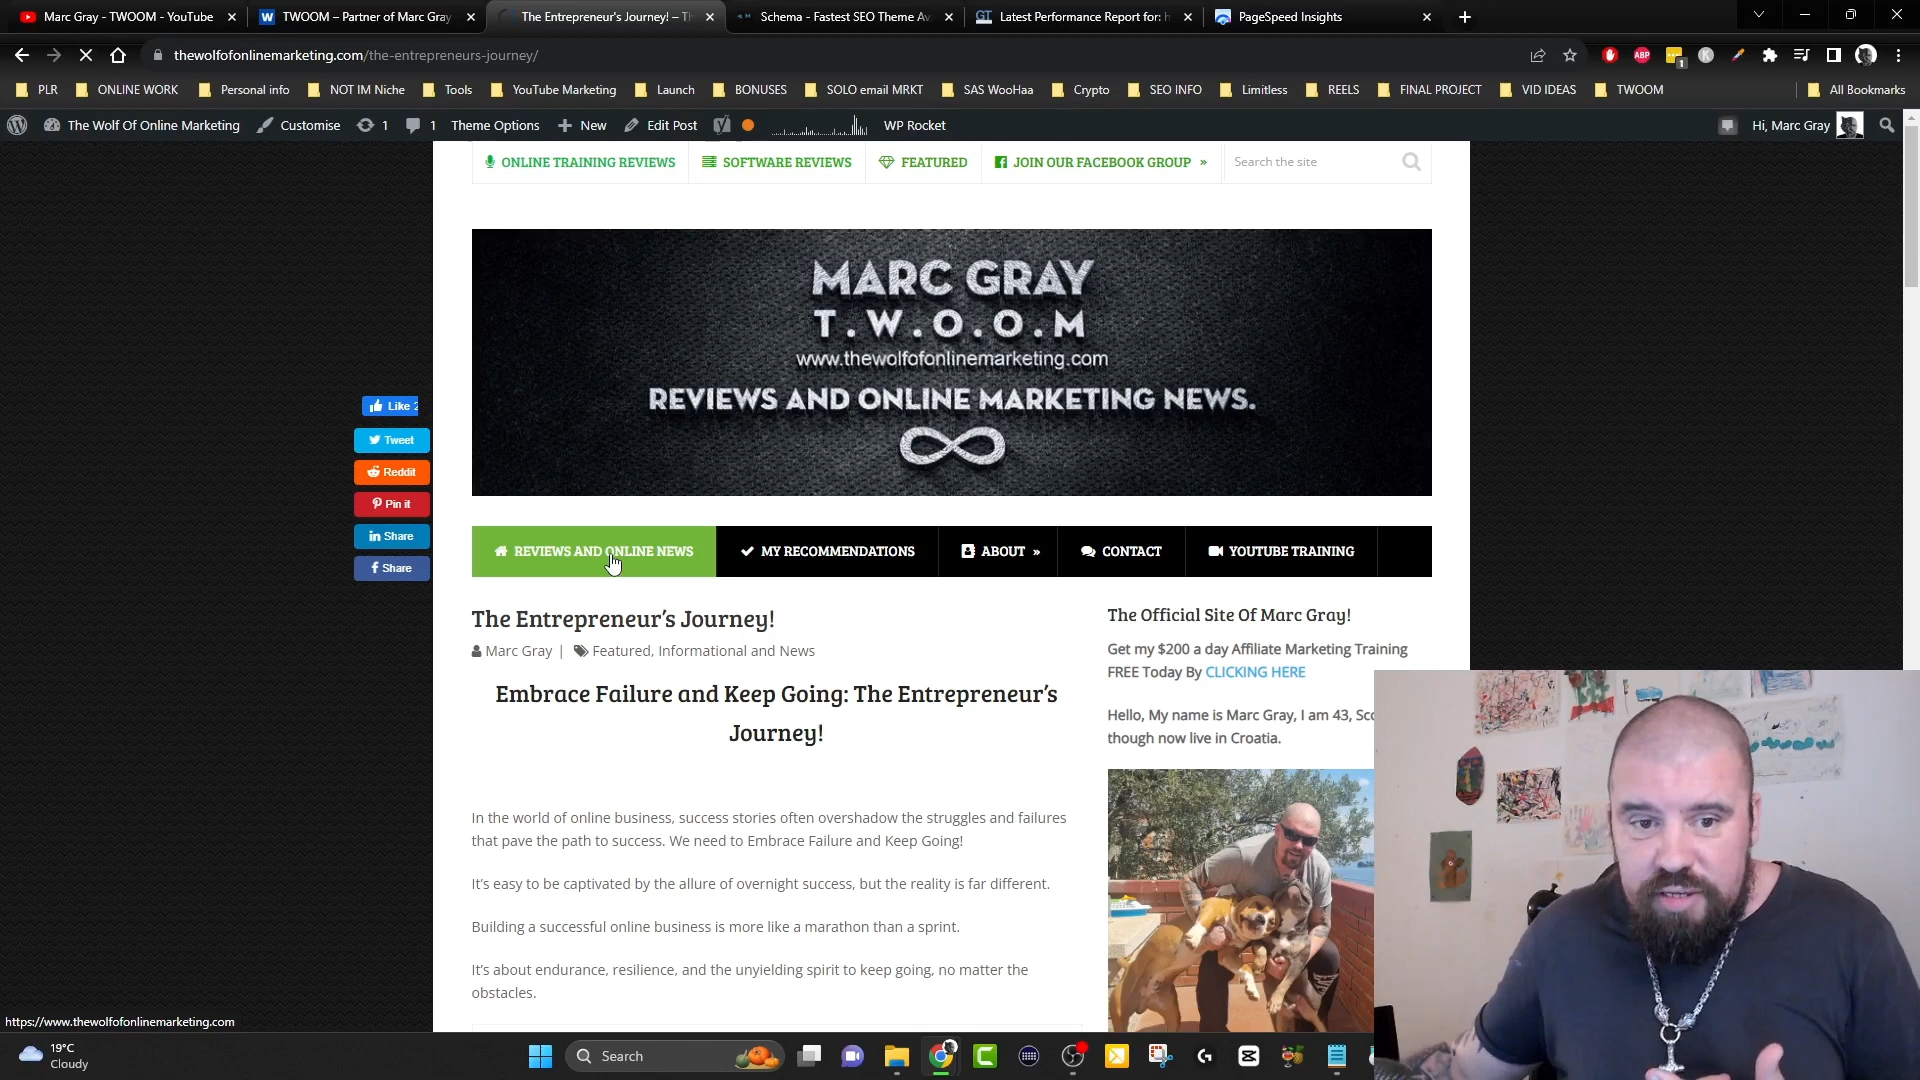 Marc Gray - TWOOM - YouTube
TWOOM – Partner of Marc Gray
The Entrepreneur's Journey! –
Schema - Fastest SEO Theme Av
Latest Performance Report for: h
PageSpeed Insights
thewolfofonlinemarketing.com/the-entrepreneurs-journey/
ABP
1
K
PLR
ONLINE WORK
Personal info
NOT IM Niche
Tools
YouTube Marketing
Launch
BONUSES
SOLO email MRKT
SAS WooHaa
Crypto
SEO INFO
Limitless
REELS
FINAL PROJECT
VID IDEAS
TWOOM
All Bookmarks
The Wolf Of Online Marketing
Customise
1
1
Theme Options
New
Edit Post
WP Rocket
Hi, Marc Gray
ONLINE TRAINING REVIEWS
SOFTWARE REVIEWS
FEATURED
JOIN OUR FACEBOOK GROUP »
Search the site
MARC GRAY
T.W.O.O.M
www.thewolfofonlinemarketing.com
REVIEWS AND ONLINE MARKETING NEWS.
Like 2
Tweet
Reddit
Pin it
Share
Share
REVIEWS AND ONLINE NEWS
MY RECOMMENDATIONS
ABOUT »
CONTACT
YOUTUBE TRAINING
The Entrepreneur's Journey!
Marc Gray | Featured, Informational and News
Embrace Failure and Keep Going: The Entrepreneur's
Journey!
In the world of online business, success stories often overshadow the struggles and failures
that pave the path to success. We need to Embrace Failure and Keep Going!
It's easy to be captivated by the allure of overnight success, but the reality is far different.
Building a successful online business is more like a marathon than a sprint.
It's about endurance, resilience, and the unyielding spirit to keep going, no matter the
obstacles.
The Official Site Of Marc Gray!
Get my $200 a day Affiliate Marketing Training
FREE Today By CLICKING HERE
Hello, My name is Marc Gray, I am 43, Sco
though now live in Croatia.
https://www.thewolfofonlinemarketing.com
19°C
Cloudy
Search